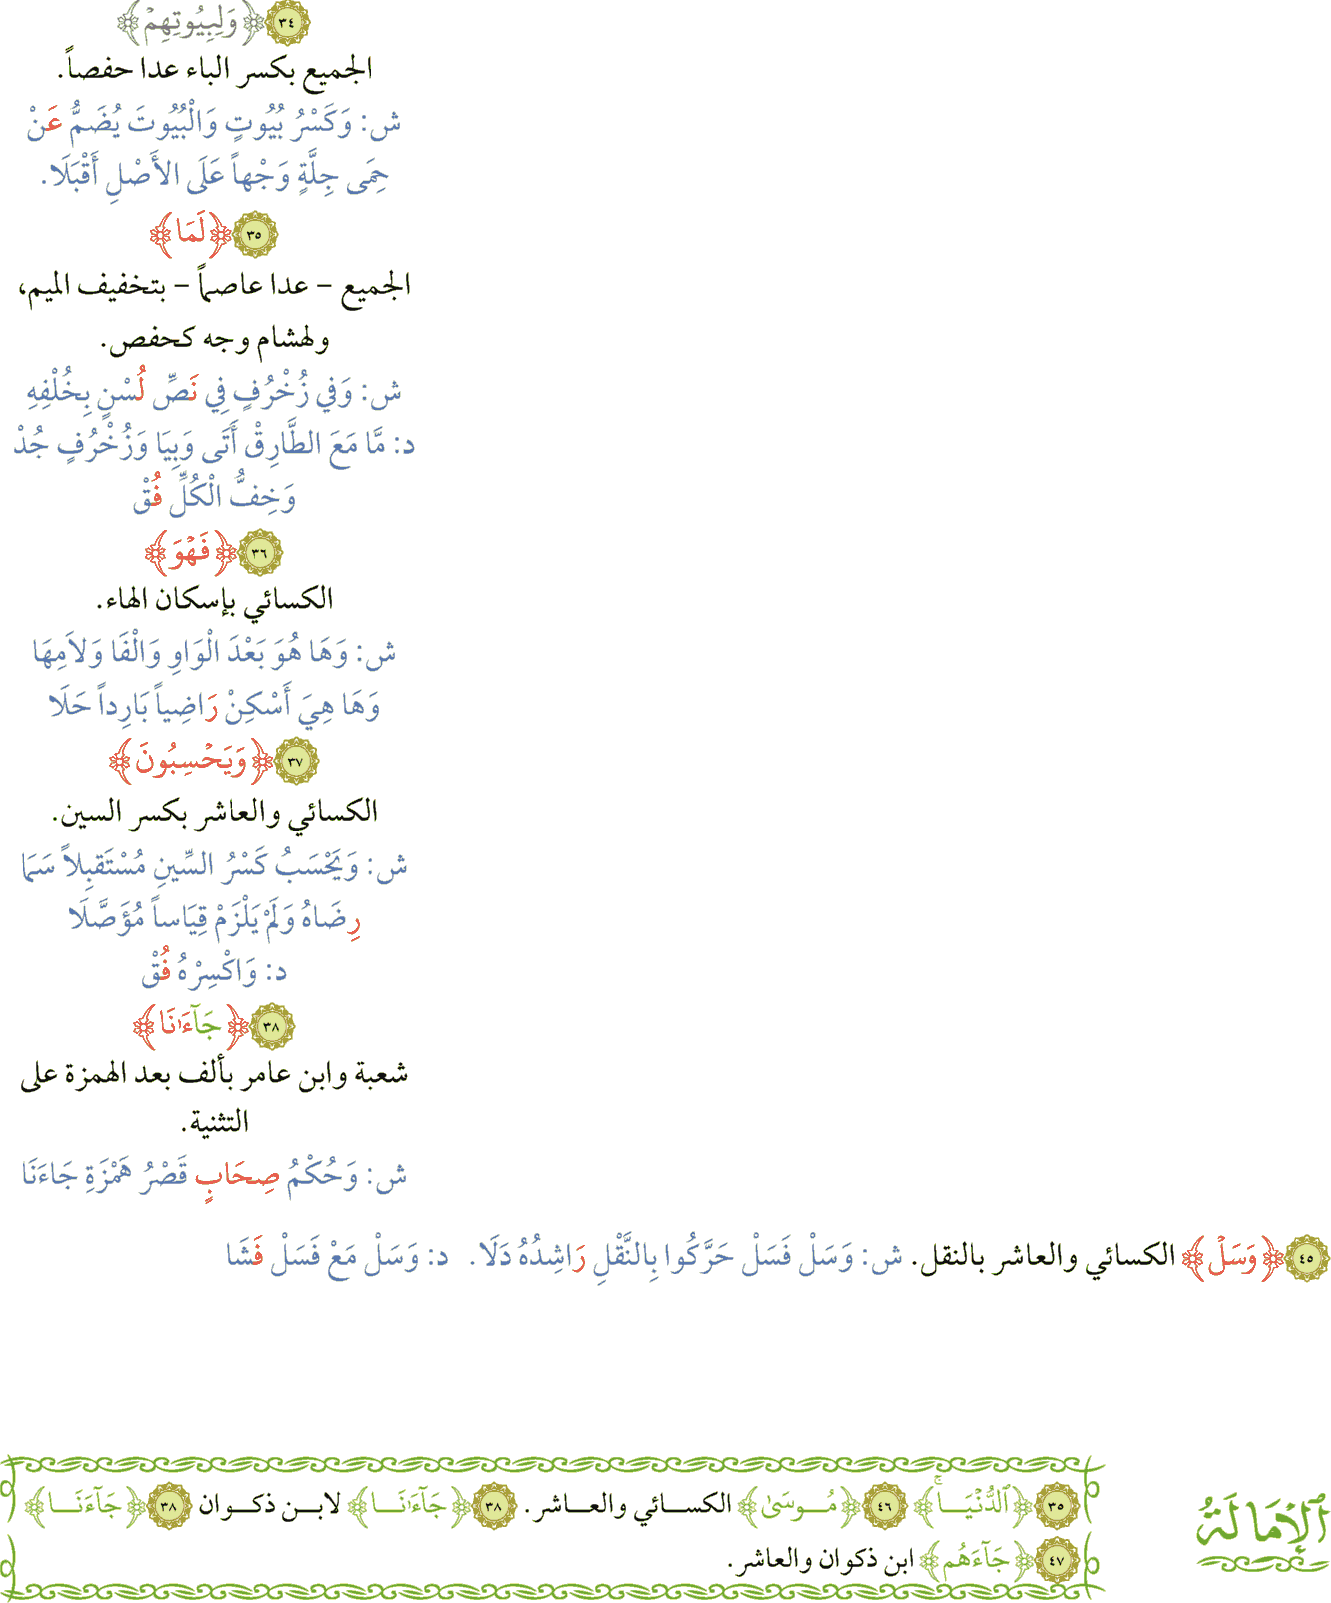 ٣٤ ﴿وَلِبِيُوتِهِمۡ﴾
الجميع بكسر الباء عدا حفصاً.
ش: وَكَسْرُ بُيُوتٍ وَالْبُيُوتَ يُضَمُّ عَنْ
حِمَى جِلَّةٍ وَجْهاً عَلَى الأَصْلِ أَقْبَلَا.
٣٥ ﴿لَمَا﴾
الجميع – عدا عاصماً – بتخفيف الميم،
ولهشام وجه كحفص.
ش: وَفِي زُخْرُفٍ فِي نَصِّ لُسْنٍ بِخُلْفِهِ
د: مَّا مَعَ الطَّارِقْ أَتَى وَبِيَا وَزُخْرُفٍ جُدْ
وَخِفُّ الْكُلِّ فُقْ
٣٦ ﴿فَهْوَ﴾
الكسائي بإسكان الهاء.
ش: وَهَا هُوَ بَعْدَ الْوَاوِ وَالْفَا وَلاَمِهَا
وَهَا هِيَ أَسْكِنْ رَاضِياً بَارِداً حَلَا
٣٧ ﴿وَيَحْسِبُونَ﴾
الكسائي والعاشر بكسر السين.
ش: وَيَحْسَبُ كَسْرُ السِّينِ مُسْتَقبِلاً سَمَا
رِضَاهُ وَلَمْ يَلْزَمْ قِيَاساً مُؤَصَّلَا
د: وَاكْسِرْهُ فُقْ
٣٨ ﴿جَآءَٰنَا﴾
شعبة وابن عامر بألف بعد الهمزة على
التثنية.
ش: وَحُكْمُ صِحَابٍ قَصْرُ هَمْزَةِ جَاءَنَا
٤٥ ﴿وَسَلْ﴾ الكسائي والعاشر بالنقل. ش: وَسَلْ فَسَلْ حَرَّكُوا بِالنَّقْلِ رَاشِدُهُ دَلَا. د: وَسَلْ مَعْ فَسَلْ فَشَا
ٱلْإِمَالَةُ
٣٥ ﴿ٱلدُّنْيَاۚ﴾ ٤٦ ﴿مُوسَىٰ﴾ الكسائي والعاشر. ٣٨ ﴿جَآءَٰنَا﴾ لابن ذكوان ٣٨ ﴿جَآءَنَا﴾
٤٧ ﴿جَآءَهُم﴾ ابن ذكوان والعاشر.